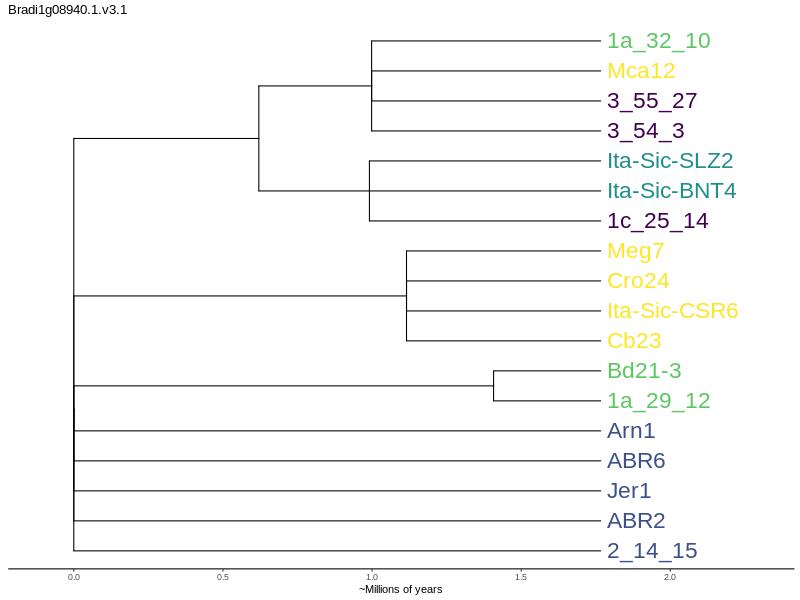 Bradi1g08940.1.v3.1
1a_32_10
Mca12
3_55_27
3_54_3
Ita-Sic-SLZ2
Ita-Sic-BNT4
1c_25_14
Meg7
Cro24
Ita-Sic-CSR6
Cb23
Bd21-3
1a_29_12
Arn1
ABR6
Jer1
ABR2
2_14_15
0.0 0.5 1.0 1.5 2.0
~Millions of years